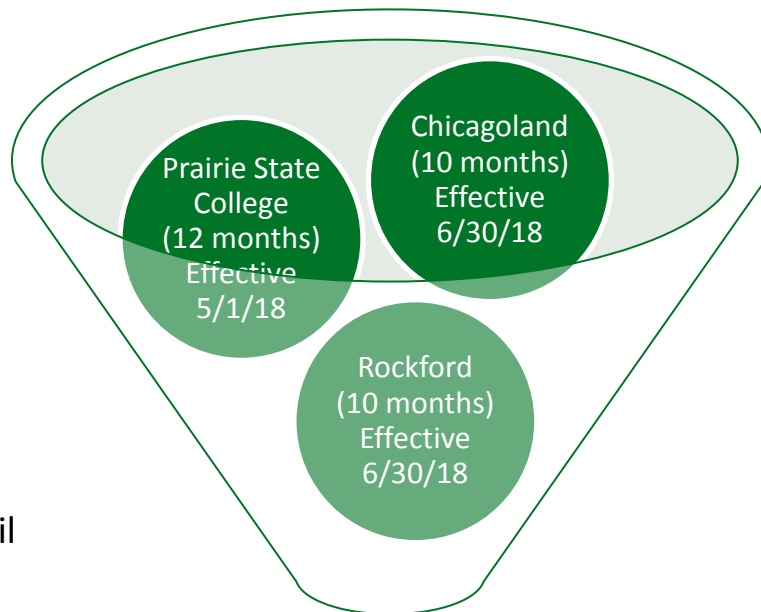 Chicagoland
(10 months)
Effective
6/30/18
Prairie State
College
(12 months)
Effective
5/1/18
Rockford
(10 months)
Effective
6/30/18
il